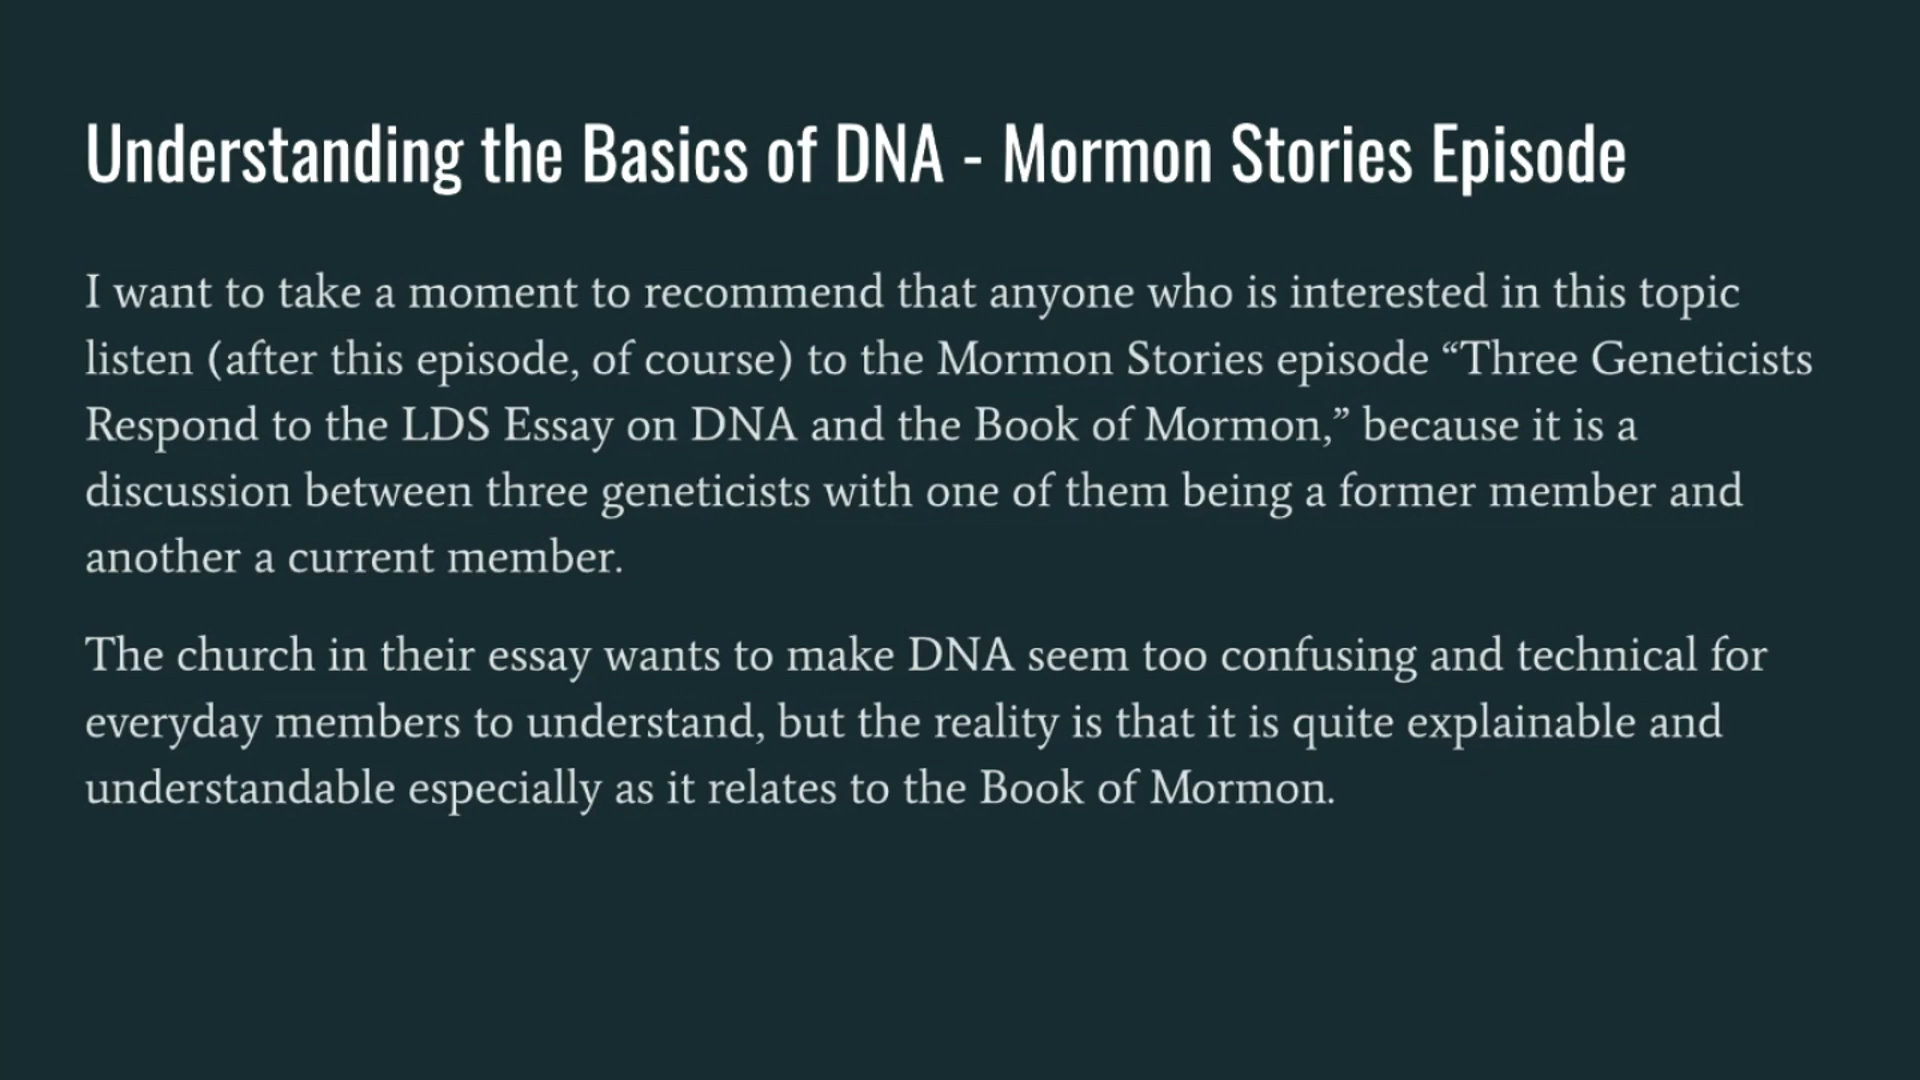 Understanding the Basics of DNA - Mormon Stories Episode
I want to take a moment to recommend that anyone who is interested in this topic
listen (after this episode, of course) to the Mormon Stories episode “Three Geneticists
Respond to the LDS Essay on DNA and the Book of Mormon,” because it is a
discussion between three geneticists with one of them being a former member and
another a current member.
The church in their essay wants to make DNA seem too confusing and technical for
everyday members to understand, but the reality is that it is quite explainable and
understandable especially as it relates to the Book of Mormon.